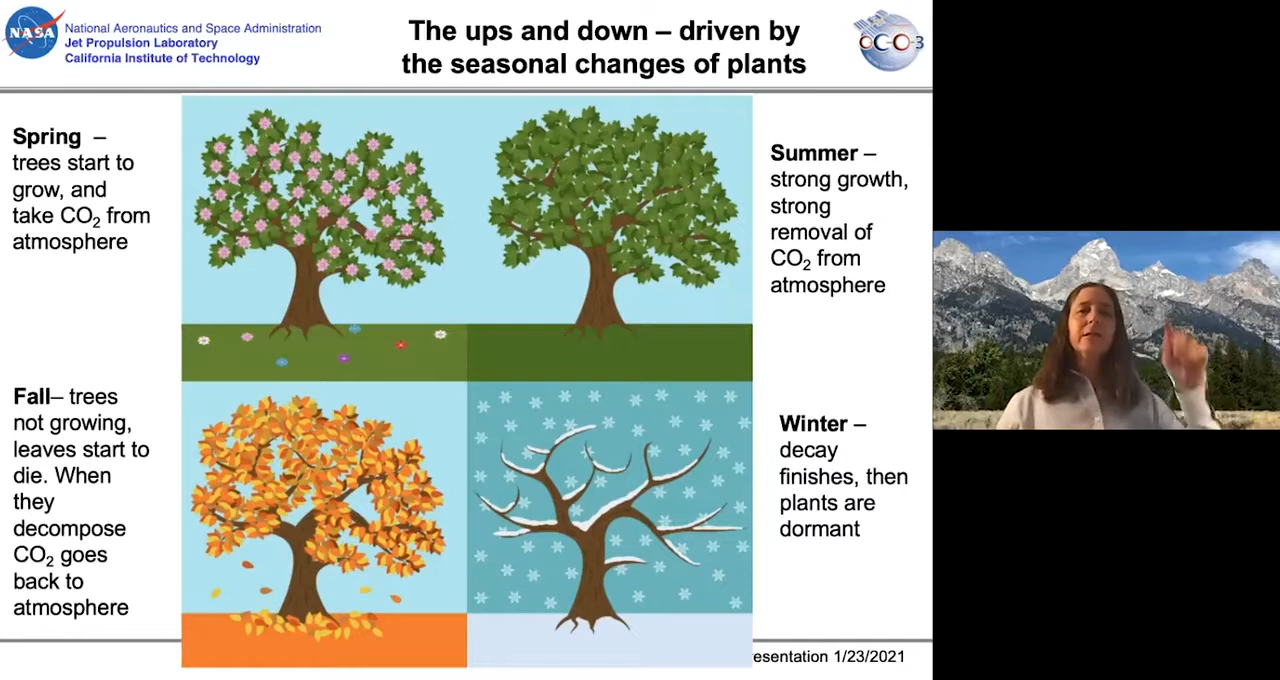 NASA
National Aeronautics and Space Administration
Jet Propulsion Laboratory
California Institute of Technology
The ups and down – driven by
the seasonal changes of plants
OCO-3
Spring –
trees start to
grow, and
take CO₂ from
atmosphere
Summer –
strong growth,
strong
removal of
CO₂ from
atmosphere
Fall– trees
not growing,
leaves start to
die. When
they
decompose
CO₂ goes
back to
atmosphere
Winter –
decay
finishes, then
plants are
dormant
1/23/2021